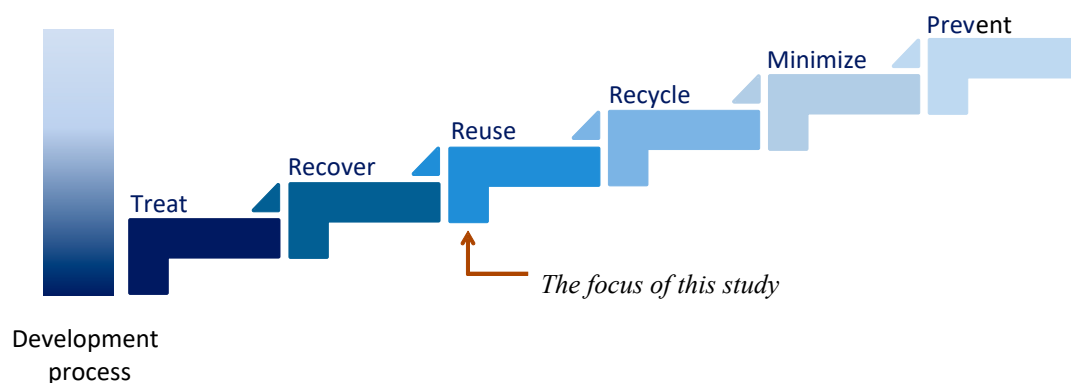 Prevent
Minimize
Recycle
Reuse
Recover
Treat
The focus of this study
Development
process